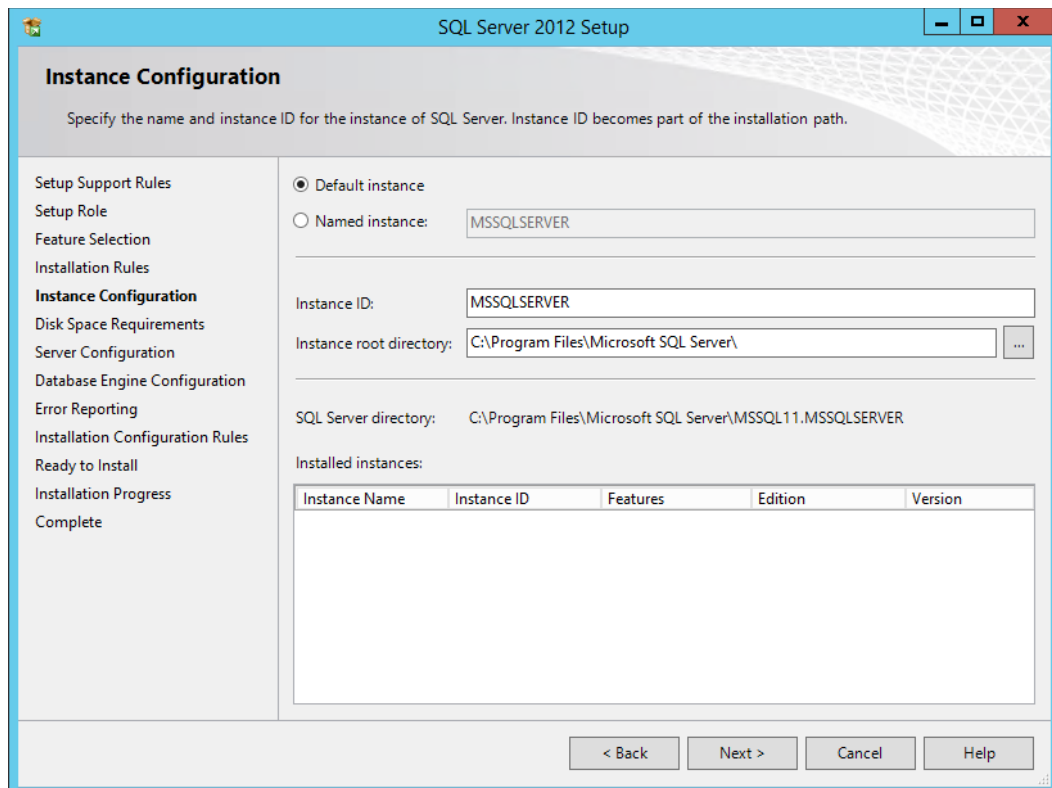 SQL Server 2012 Setup
Instance Configuration
Specify the name and instance ID for the instance of SQL Server. Instance ID becomes part of the installation path.
Setup Support Rules
Setup Role
Feature Selection
Installation Rules
Instance Configuration
Disk Space Requirements
Server Configuration
Database Engine Configuration
Error Reporting
Installation Configuration Rules
Ready to Install
Installation Progress
Complete
Default instance
Named instance: MSSQLSERVER
Instance ID: MSSQLSERVER
Instance root directory: C:\Program Files\Microsoft SQL Server\ ...
SQL Server directory: C:\Program Files\Microsoft SQL Server\MSSQL11.MSSQLSERVER
Installed instances:
Instance Name Instance ID Features Edition Version
< Back Next > Cancel Help